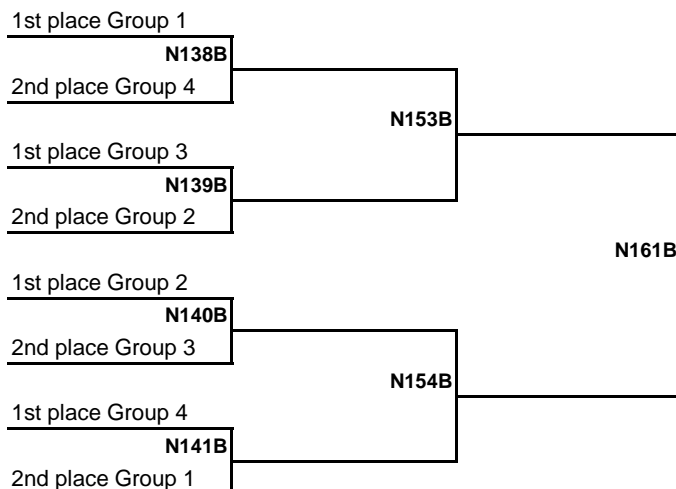 1st place Group 1
N138B
2nd place Group 4
N153B
1st place Group 3
N139B
2nd place Group 2
N161B
1st place Group 2
N140B
2nd place Group 3
N154B
1st place Group 4
N141B
2nd place Group 1